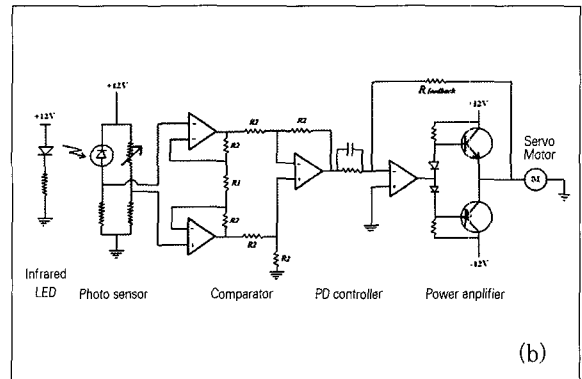 +12V
+12V
R feedback
+12V
Servo
Motor
R2
R2
R2
R1
R2
R2
R2
M
-12V
Infrared
LED
Photo sensor
Comparator
PD controller
Power anplifier
(b)